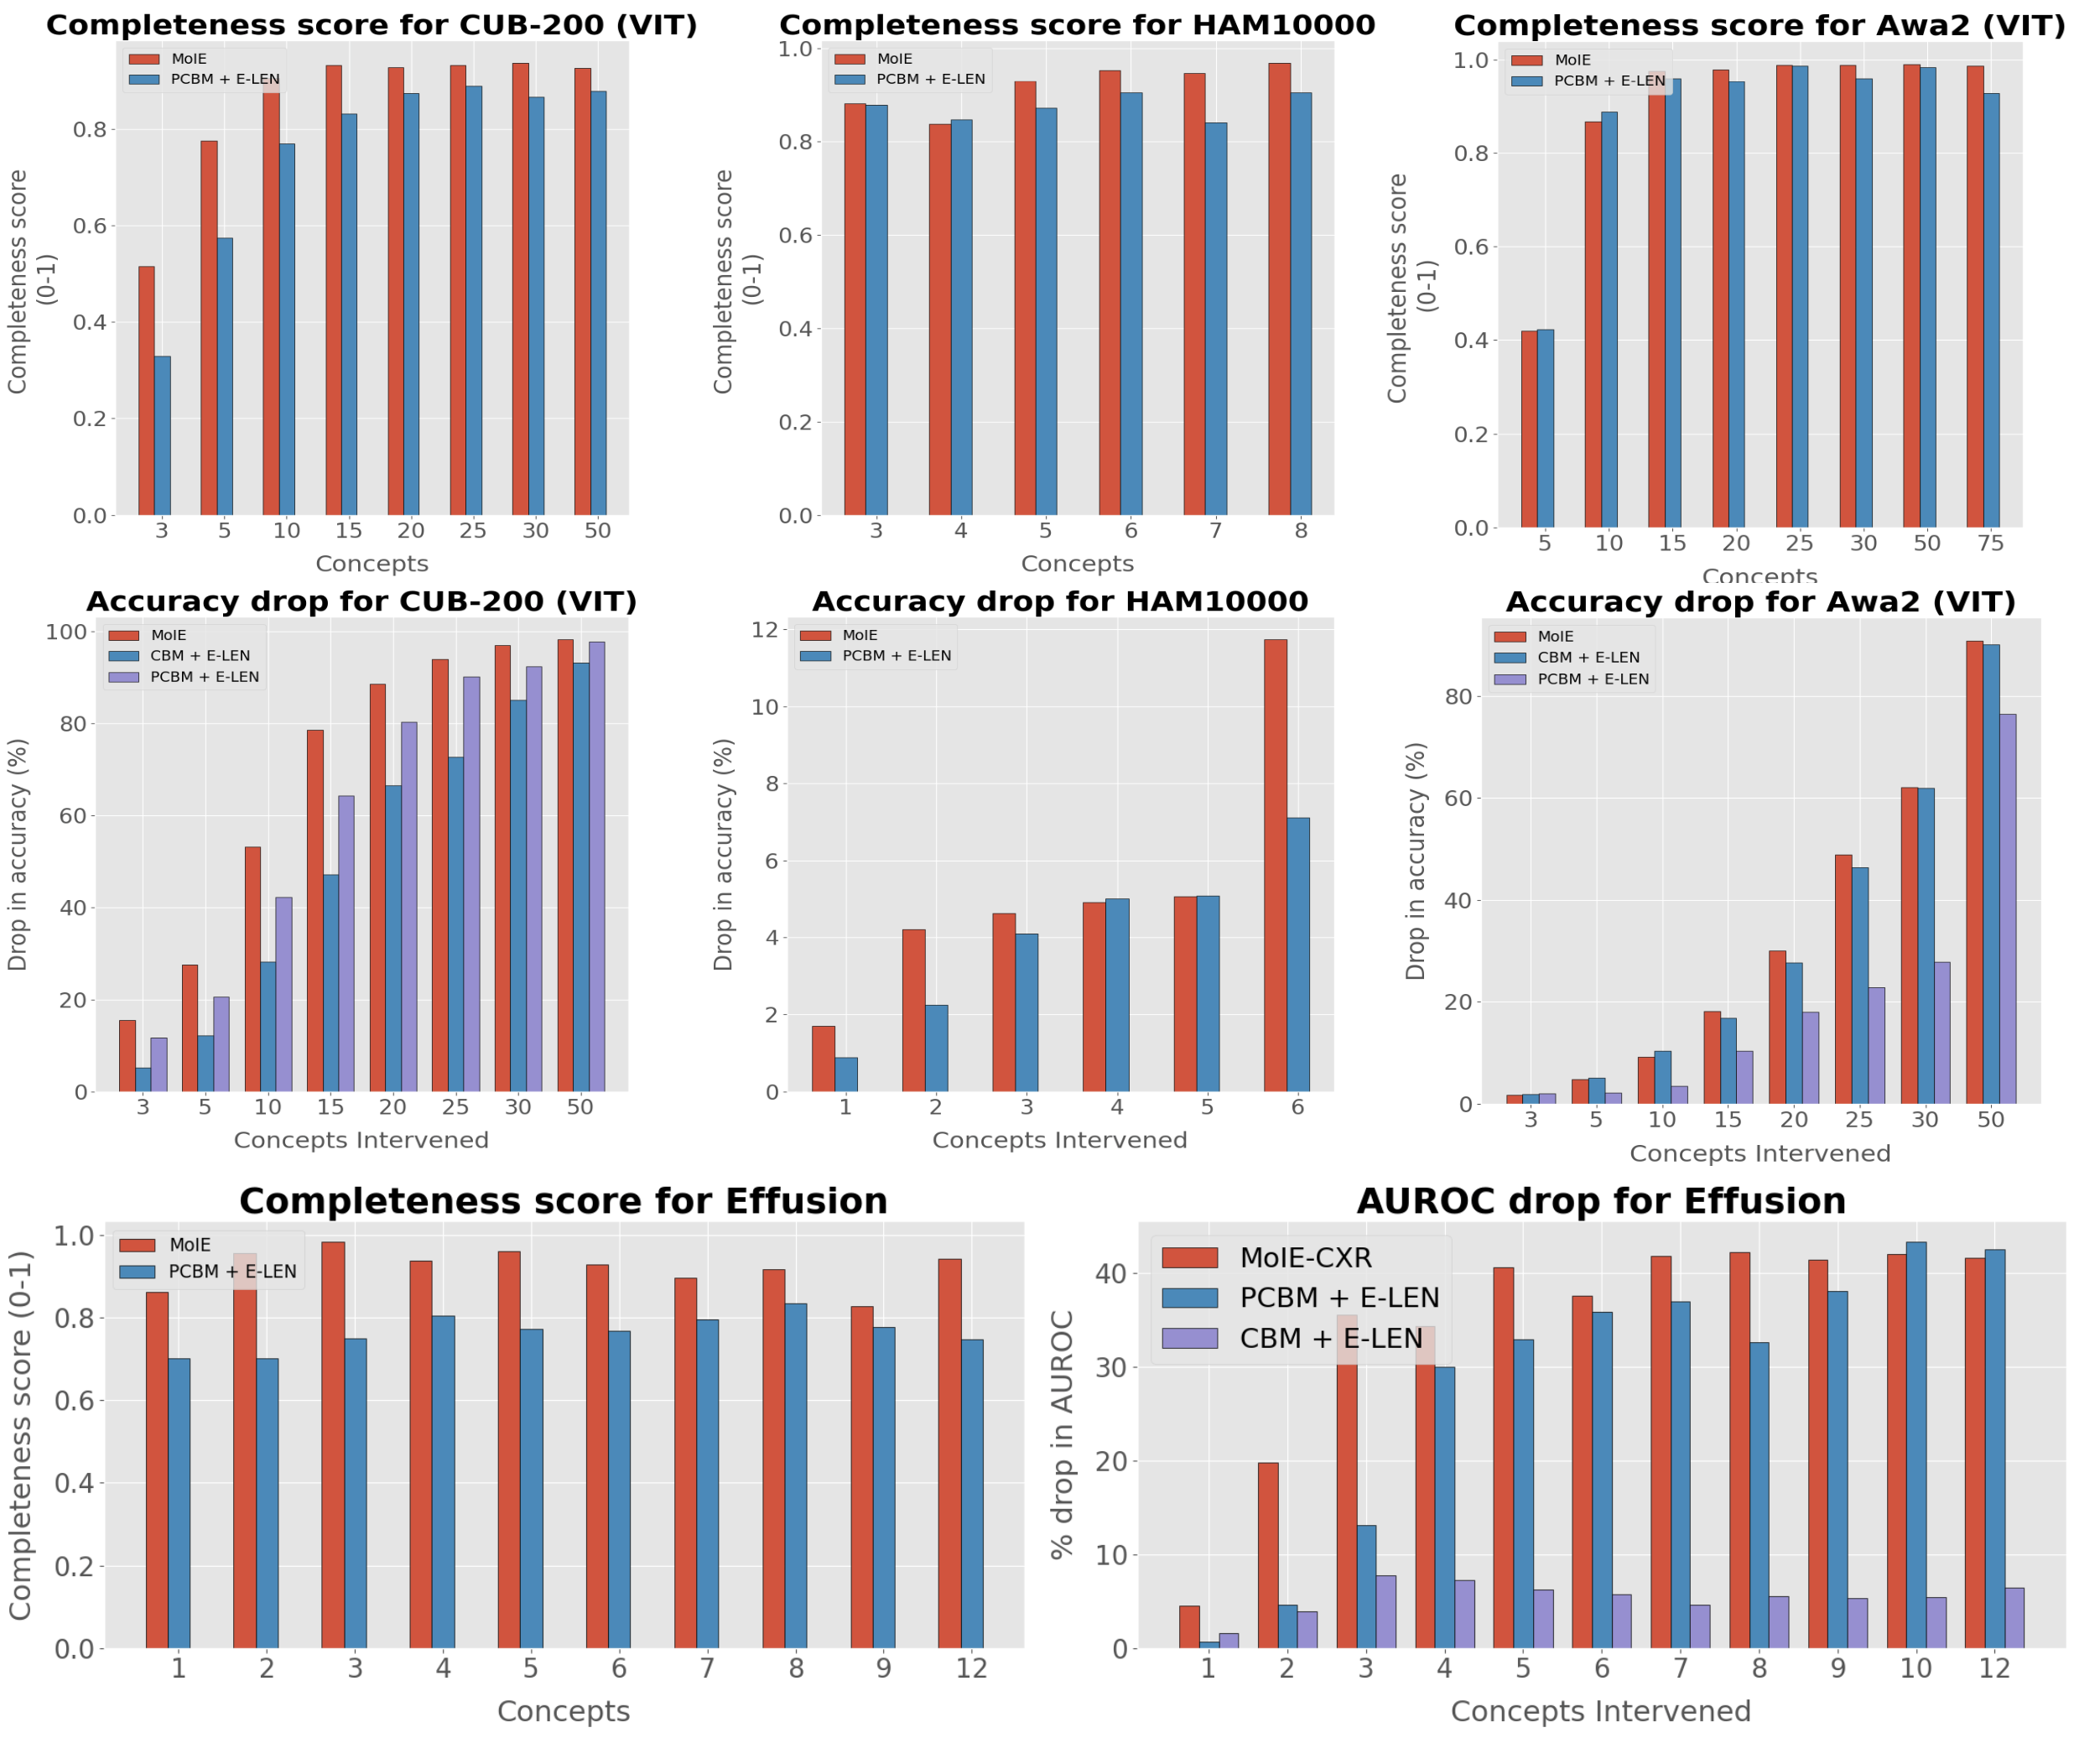 Completeness score for CUB-200 (VIT)
MoIE
PCBM + E-LEN
Completeness score
(0-1)
0.8
0.6
0.4
0.2
0.0
3 5 10 15 20 25 30 50
Concepts
Completeness score for HAM10000
MoIE
PCBM + E-LEN
Completeness score
(0-1)
1.0
0.8
0.6
0.4
0.2
0.0
3 4 5 6 7 8
Concepts
Completeness score for Awa2 (VIT)
MoIE
PCBM + E-LEN
Completeness score
(0-1)
1.0
0.8
0.6
0.4
0.2
0.0
5 10 15 20 25 30 50 75
Concepts
Accuracy drop for CUB-200 (VIT)
MoIE
CBM + E-LEN
PCBM + E-LEN
Drop in accuracy (%)
100
80
60
40
20
0
3 5 10 15 20 25 30 50
Concepts Intervened
Accuracy drop for HAM10000
MoIE
PCBM + E-LEN
Drop in accuracy (%)
12
10
8
6
4
2
0
1 2 3 4 5 6
Concepts Intervened
Accuracy drop for Awa2 (VIT)
MoIE
CBM + E-LEN
PCBM + E-LEN
Drop in accuracy (%)
80
60
40
20
0
3 5 10 15 20 25 30 50
Concepts Intervened
Completeness score for Effusion
MoIE
PCBM + E-LEN
Completeness score (0-1)
1.0
0.8
0.6
0.4
0.2
0.0
1 2 3 4 5 6 7 8 9 12
Concepts
AUROC drop for Effusion
MoIE-CXR
PCBM + E-LEN
CBM + E-LEN
% drop in AUROC
40
30
20
10
0
1 2 3 4 5 6 7 8 9 10 12
Concepts Intervened